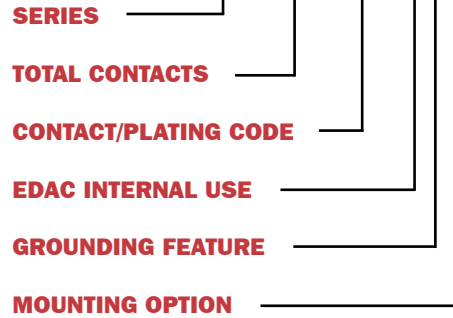 SERIES
TOTAL CONTACTS
CONTACT/PLATING CODE
EDAC INTERNAL USE
GROUNDING FEATURE
MOUNTING OPTION